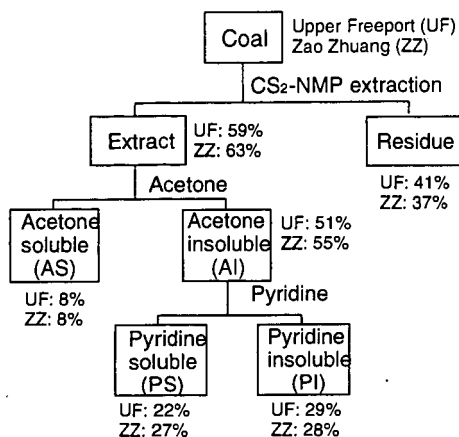 Coal
Upper Freeport (UF)
Zao Zhuang (ZZ)
CS₂-NMP extraction
Extract
UF: 59%
ZZ: 63%
Residue
UF: 41%
ZZ: 37%
Acetone
Acetone
soluble
(AS)
UF: 8%
ZZ: 8%
Acetone
insoluble
(AI)
UF: 51%
ZZ: 55%
Pyridine
Pyridine
soluble
(PS)
UF: 22%
ZZ: 27%
Pyridine
insoluble
(PI)
UF: 29%
ZZ: 28%